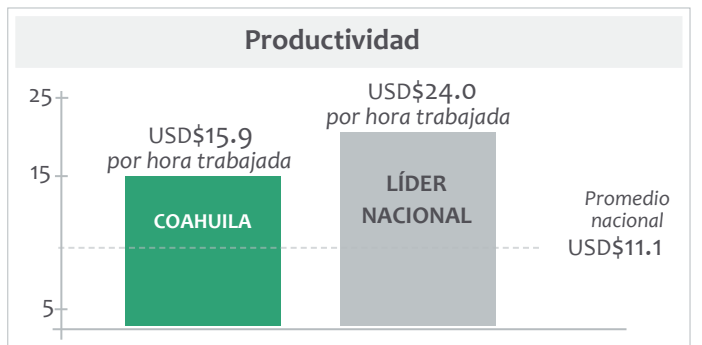 Productividad
25
USD$24.0
por hora trabajada
USD$15.9
por hora trabajada
15
LÍDER
NACIONAL
COAHUILA
Promedio
nacional
USD$11.1
5